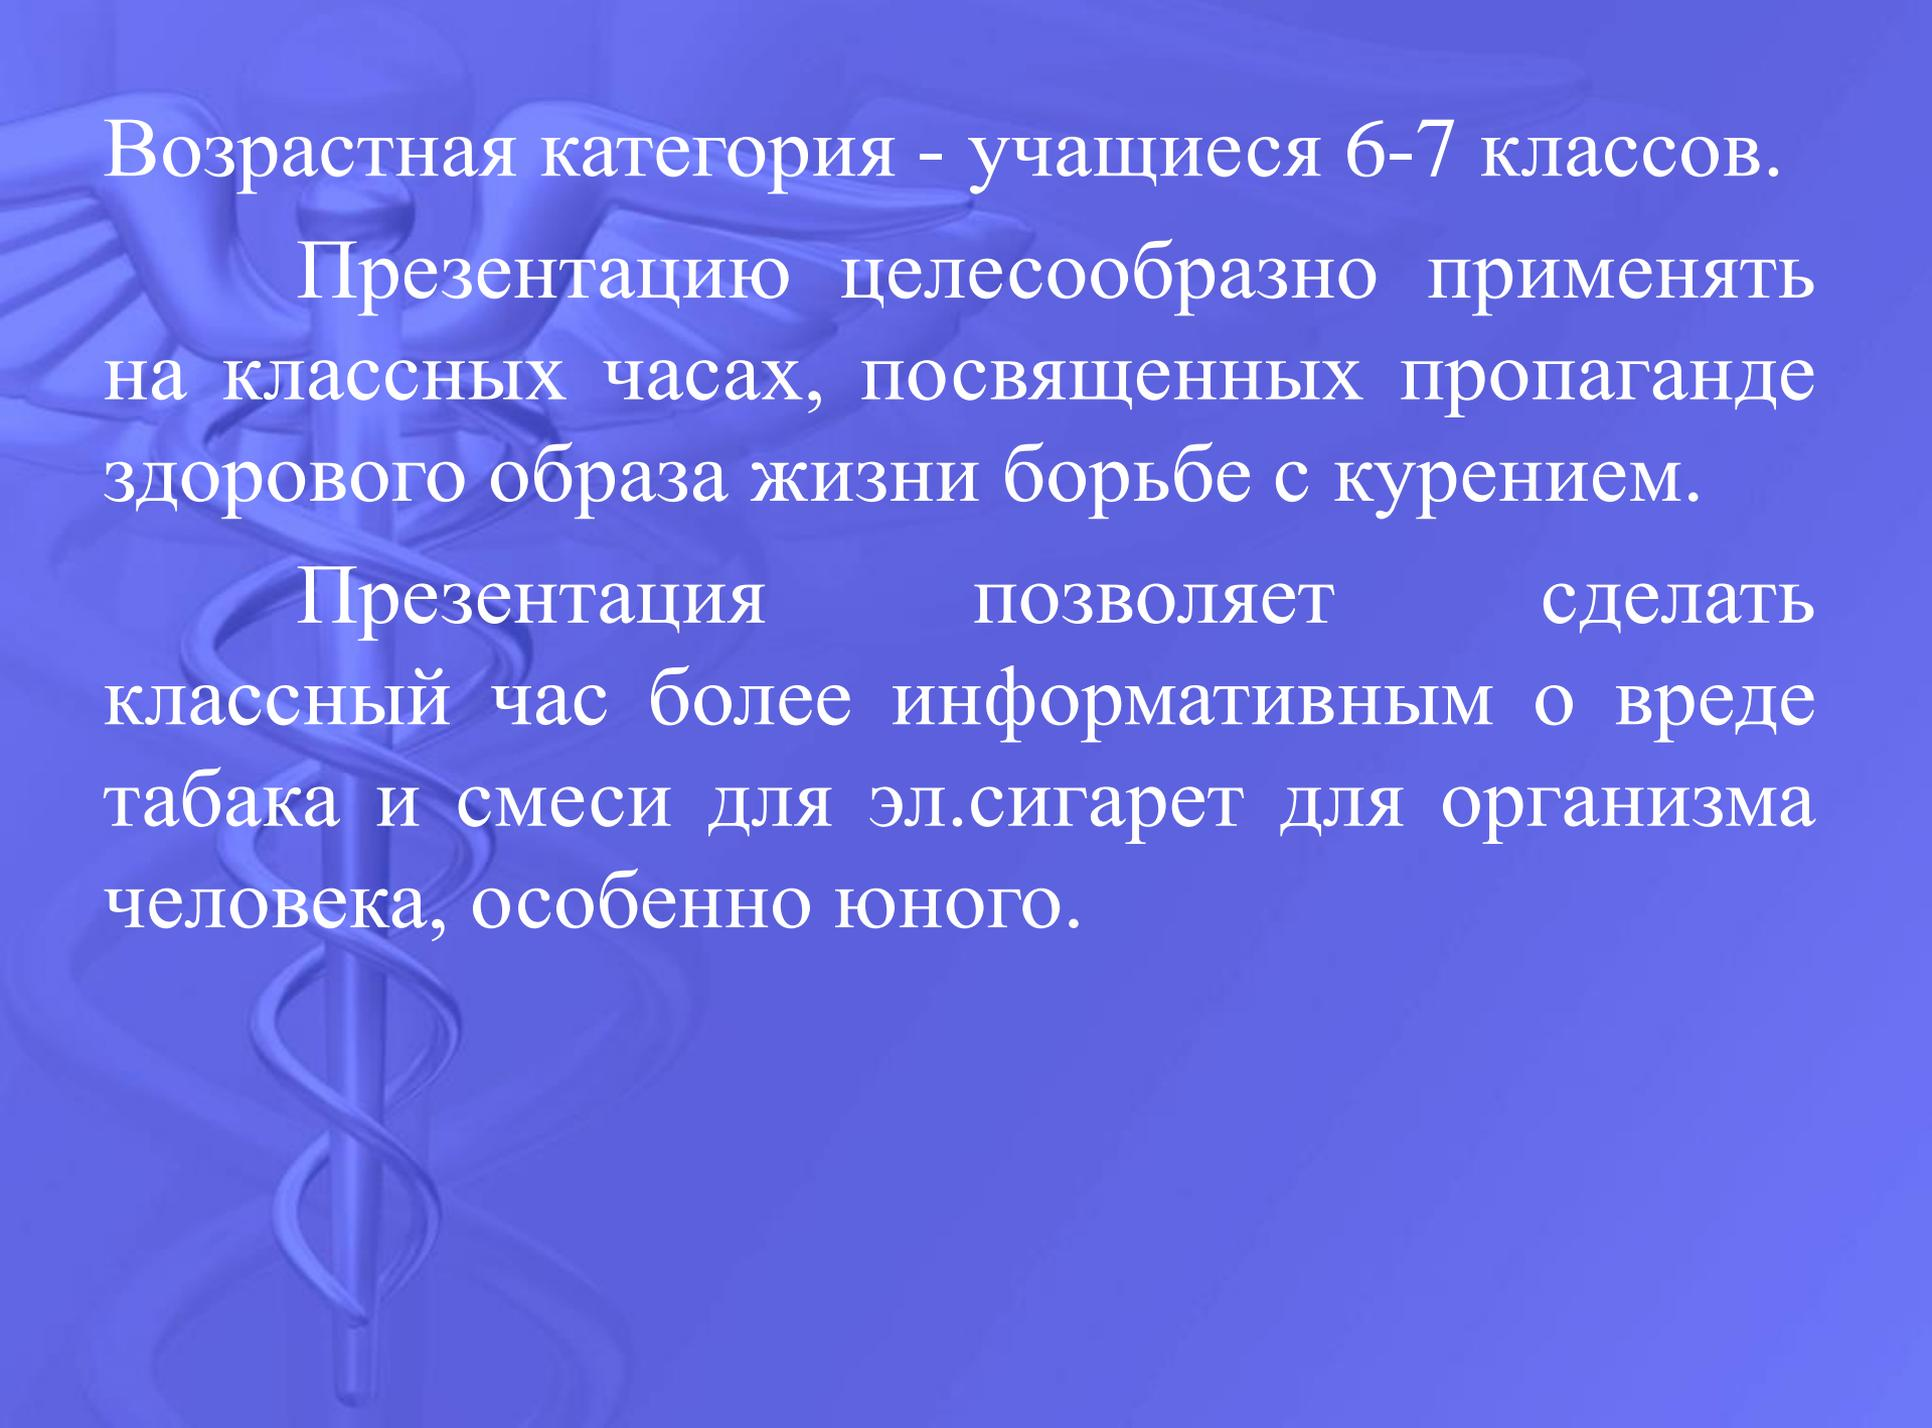 Возрастная категория - учащиеся 6-7 классов.
Презентацию целесообразно применять
на классных часах, посвященных пропаганде
здорового образа жизни борьбе с курением.
Презентация позволяет сделать
классный час более информативным о вреде
табака и смеси для эл.сигарет для организма
человека, особенно юного.